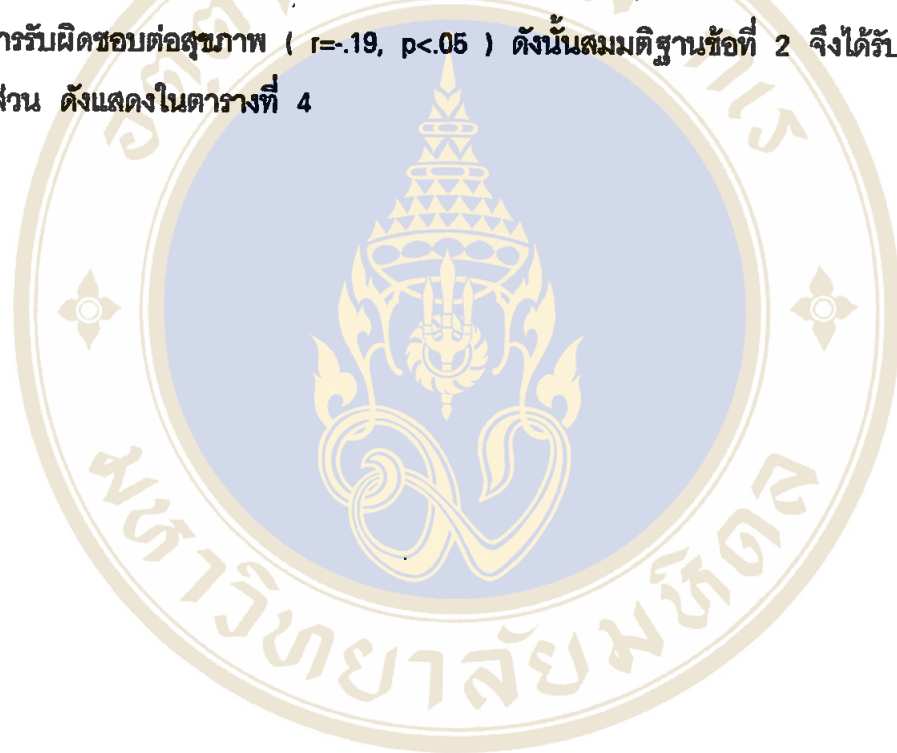 ารรับผิดชอบต่อสุขภาพ ( r=-.19, p<.05 ) ดังนั้นสมมติฐานข้อที่ 2 จึงได้รับ
ส่วน ดังแสดงในตารางที่ 4
มหาวิทยาลัยมหิดล